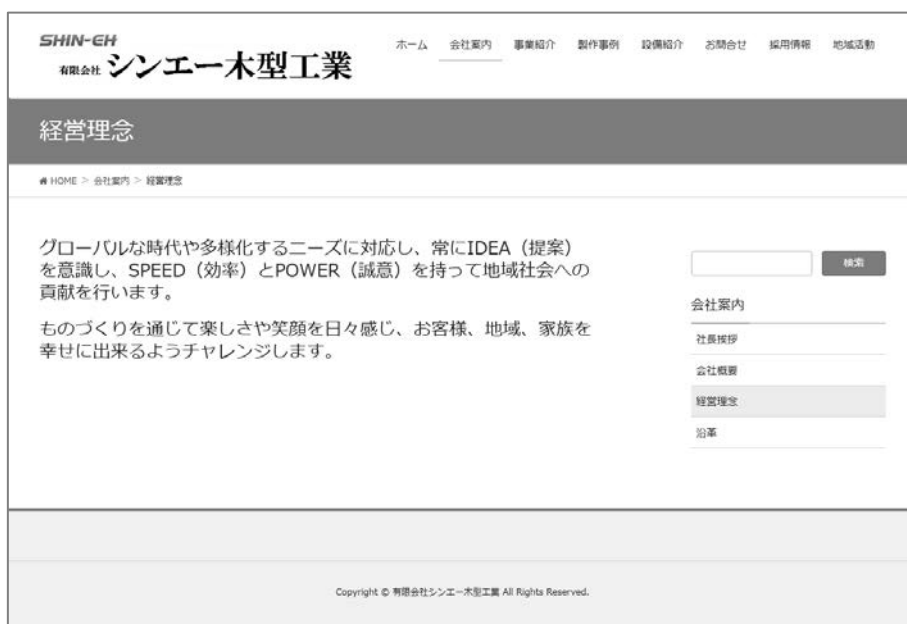 SHIN-EH
有限会社 シンエー木型工業
ホーム 会社案内 事業紹介 製作事例 設備紹介 お問合せ 採用情報 地域活動
経営理念
HOME > 会社案内 > 経営理念
グローバルな時代や多様化するニーズに対応し、常にIDEA（提案）
を意識し、SPEED（効率）とPOWER（誠意）を持って地域社会への
貢献を行います。
ものづくりを通じて楽しさや笑顔を日々感じ、お客様、地域、家族を
幸せに出来るようチャレンジします。
検索
会社案内
社長挨拶
会社概要
経営理念
沿革
Copyright © 有限会社シンエー木型工業 All Rights Reserved.